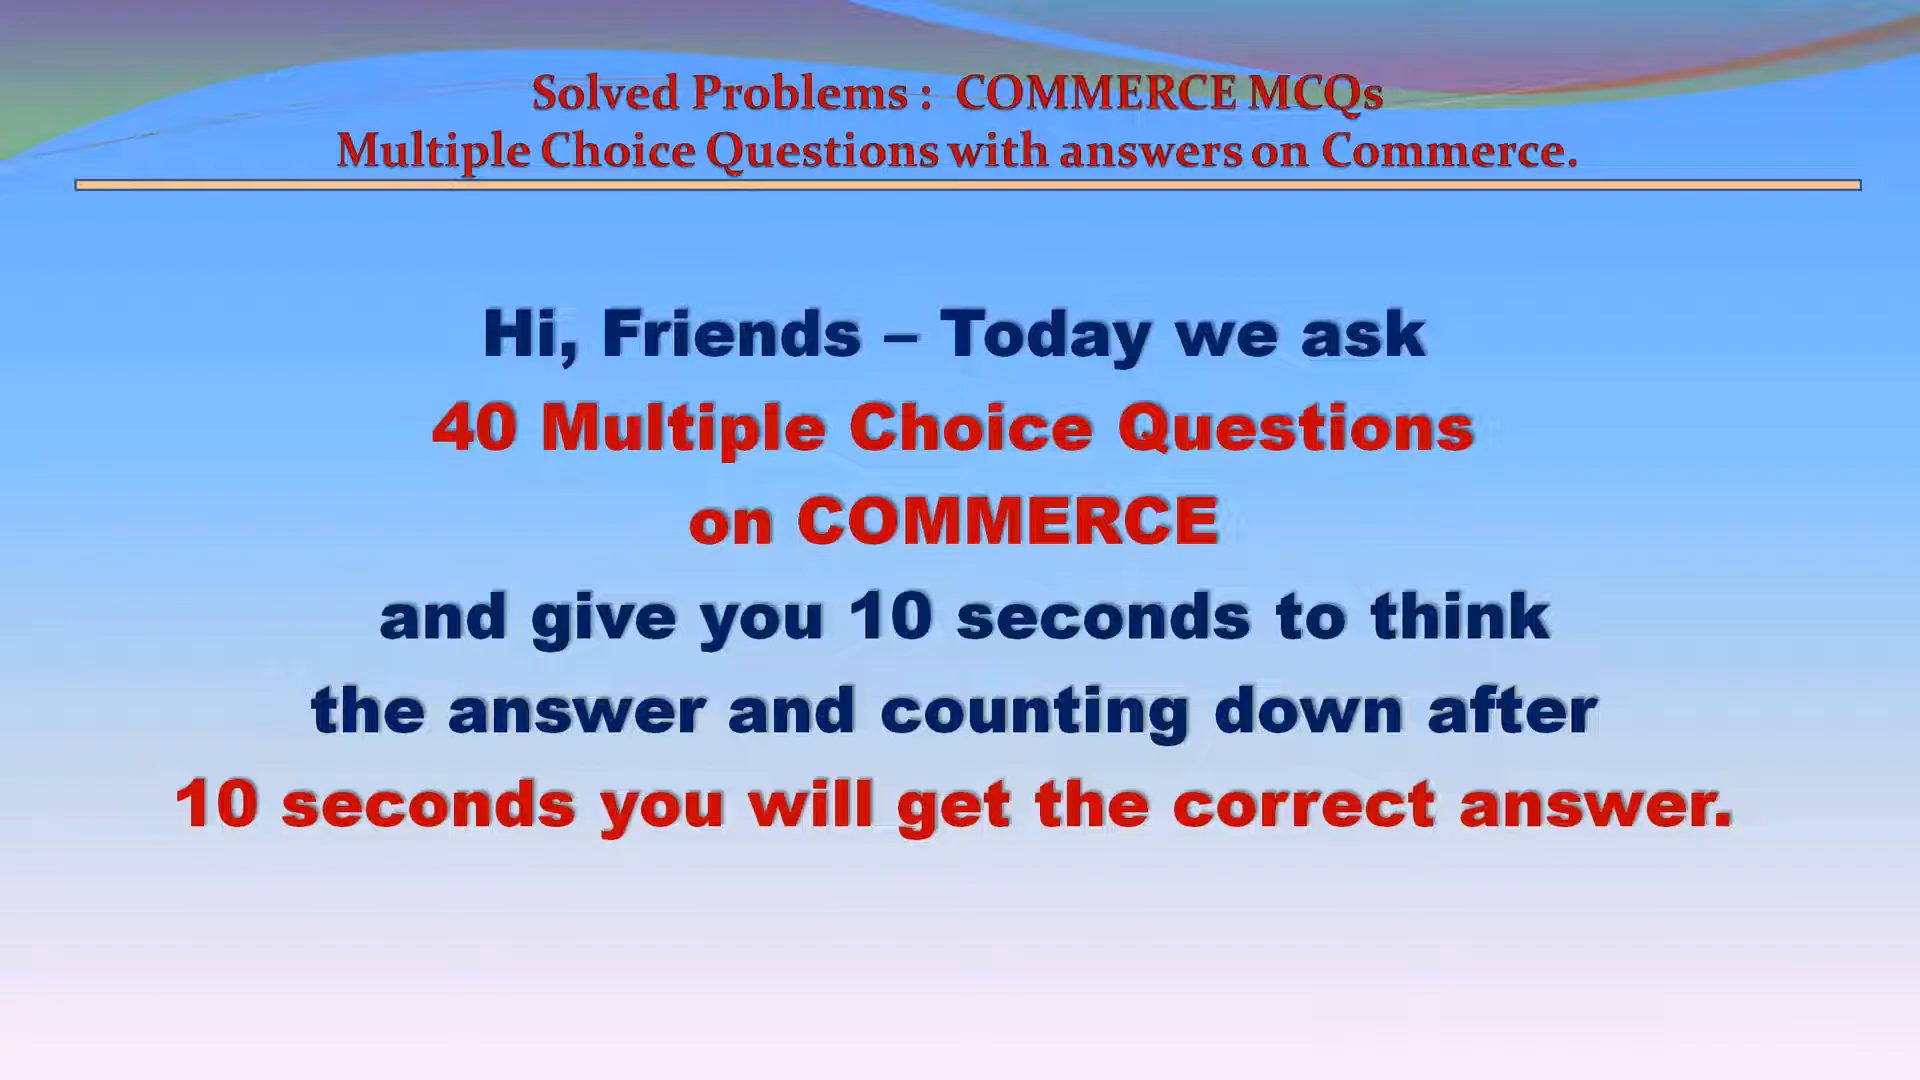 Solved Problems : COMMERCE MCQs
Multiple Choice Questions with answers on Commerce.
Hi, Friends – Today we ask
40 Multiple Choice Questions
on COMMERCE
and give you 10 seconds to think
the answer and counting down after
10 seconds you will get the correct answer.